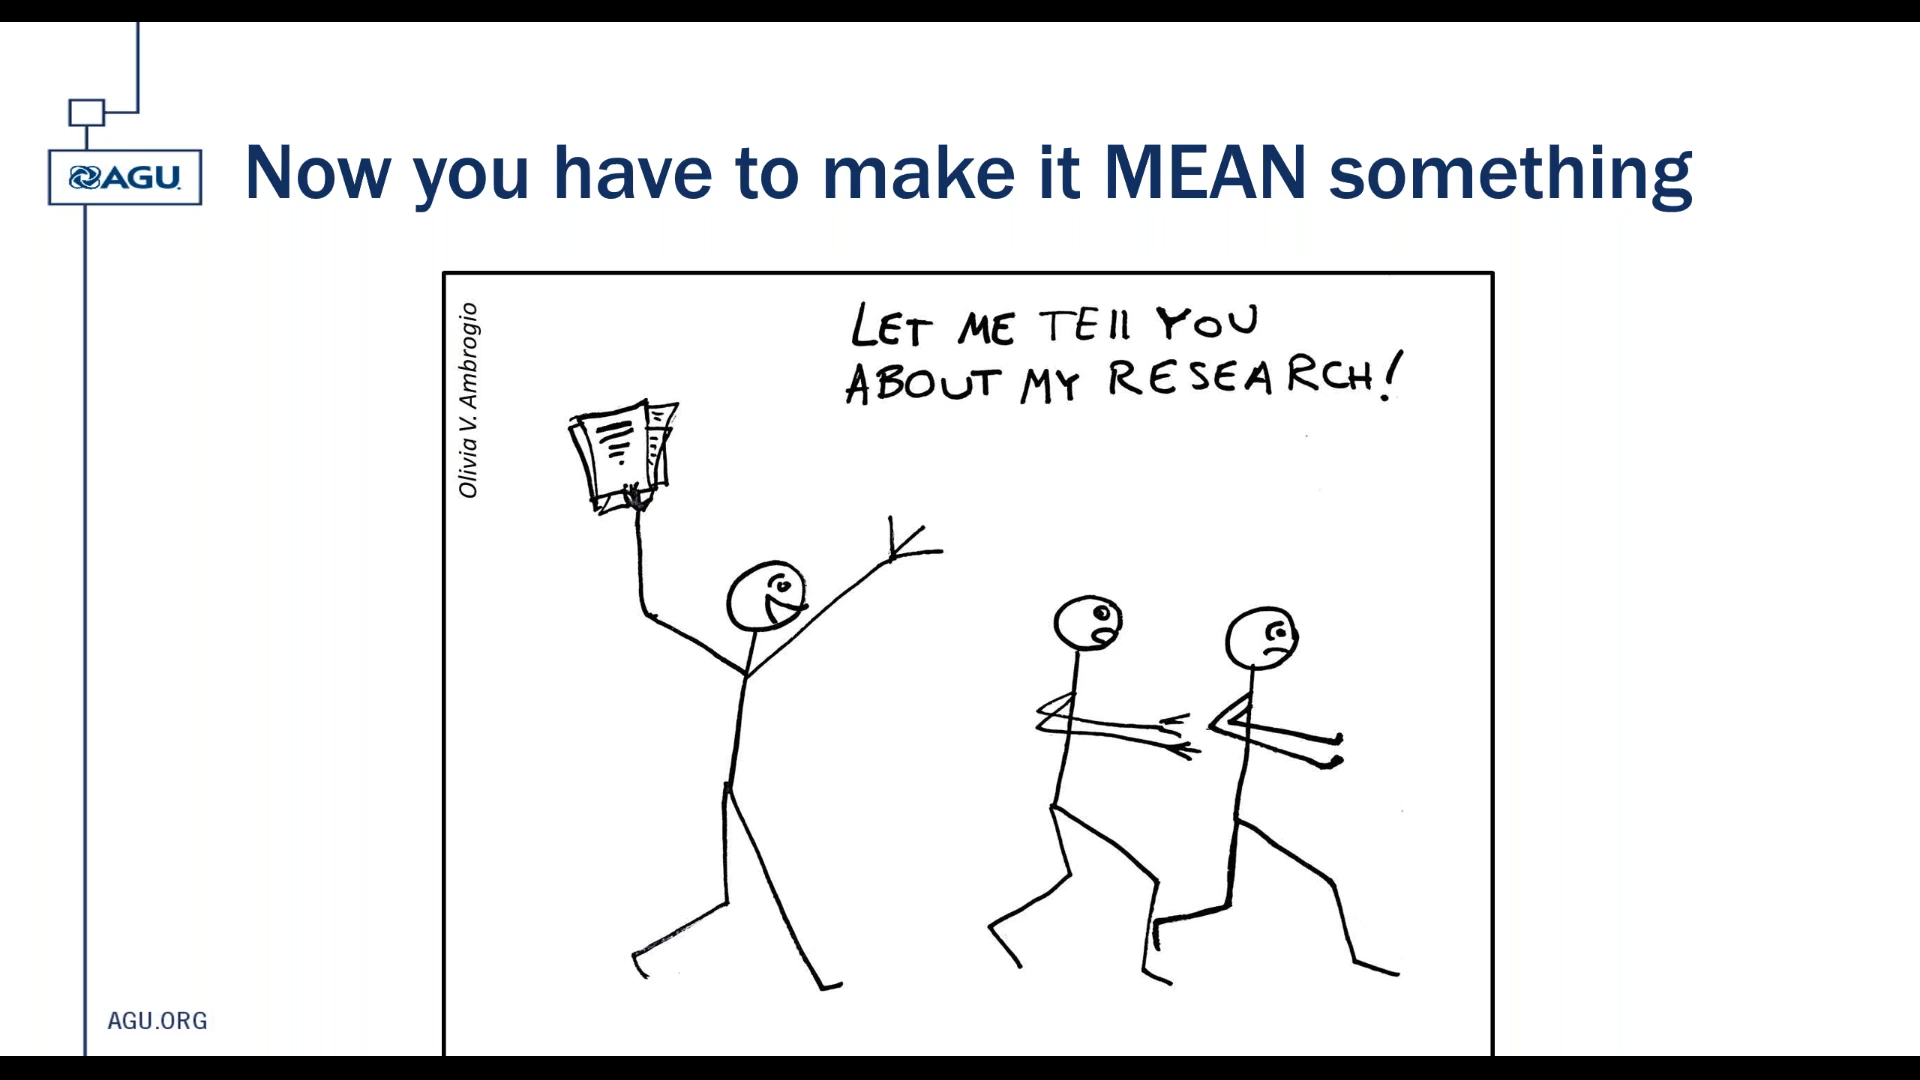 AGU
Now you have to make it MEAN something
Olivia V. Ambrogio
LET ME TEll YOU
ABOUT MY RESEARCH!
AGU.ORG